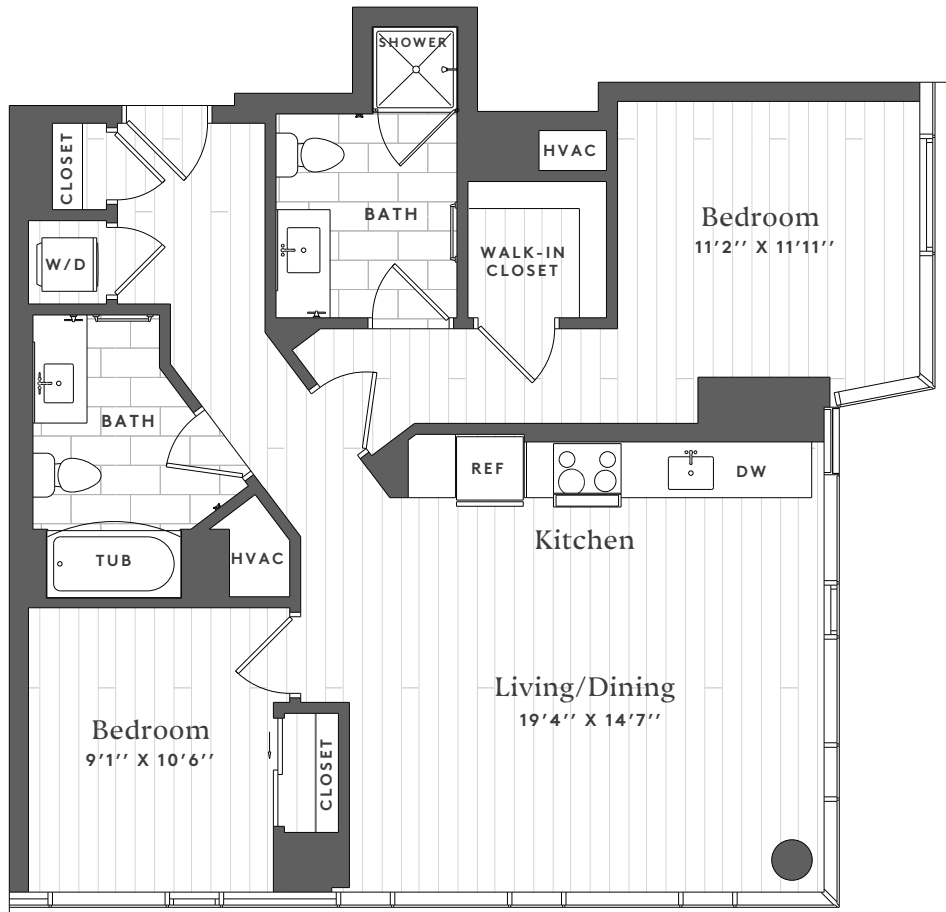 SHOWER
CLOSET
HVAC
BATH
Bedroom
11'2'' X 11'11''
W/D
WALK-IN
CLOSET
BATH
REF
DW
Kitchen
TUB
HVAC
Living/Dining
19'4'' X 14'7''
Bedroom
9'1'' X 10'6''
CLOSET